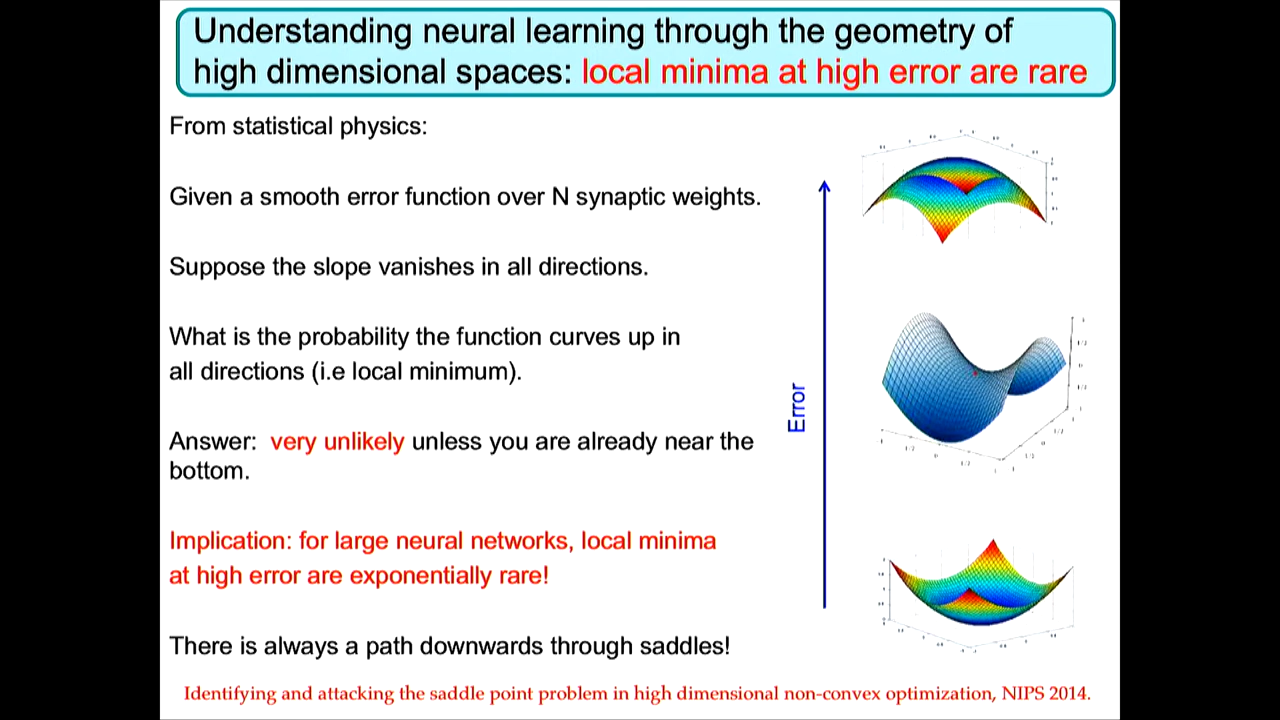 Understanding neural learning through the geometry of
high dimensional spaces: local minima at high error are rare
From statistical physics:
Given a smooth error function over N synaptic weights.
Suppose the slope vanishes in all directions.
What is the probability the function curves up in
all directions (i.e local minimum).
Answer: very unlikely unless you are already near the
bottom.
Implication: for large neural networks, local minima
at high error are exponentially rare!
There is always a path downwards through saddles!
Error
Identifying and attacking the saddle point problem in high dimensional non-convex optimization, NIPS 2014.